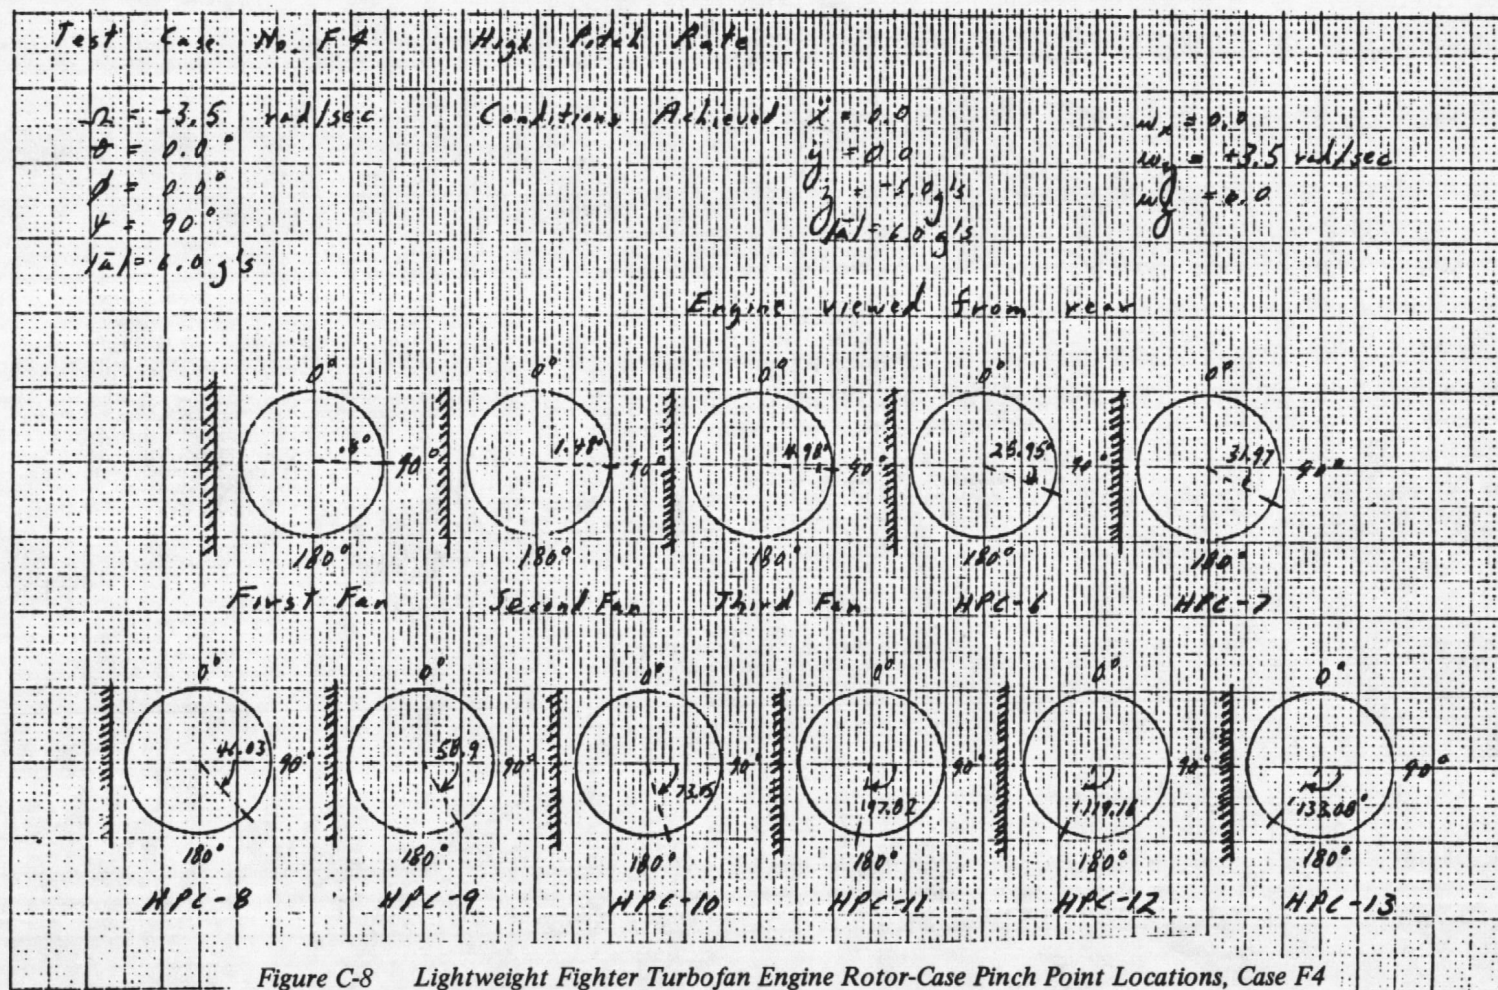 Test Case No. F4 High Pitch Rate
Ω = -3.5 rad/sec Conditions Achieved ẍ = 0.0 ωx = 0.0
θ = 0.0° ÿ = 0.0 ωy = +3.5 rad/sec
φ = 0.0° z̈ = -5.0 g's ωz = 0.0
ψ = 90° |ā| = 6.0 g's
|ā| = 6.0 g's
Engine viewed from rear
0° 0° 0° 0° 0°
.8° 90° 1.48° 90° 4.98° 90° 25.95° 90° 31.97 90°
180° 180° 180° 180° 180°
First Fan Second Fan Third Fan HPC-6 HPC-7
0° 0° 0° 0° 0° 0°
46.03 90° 58.9 90° 73.15 90° 97.02 90° 119.16 90° 133.08° 90°
180° 180° 180° 180° 180° 180°
HPC-8 HPC-9 HPC-10 HPC-11 HPC-12 HPC-13
Figure C-8 Lightweight Fighter Turbofan Engine Rotor-Case Pinch Point Locations, Case F4